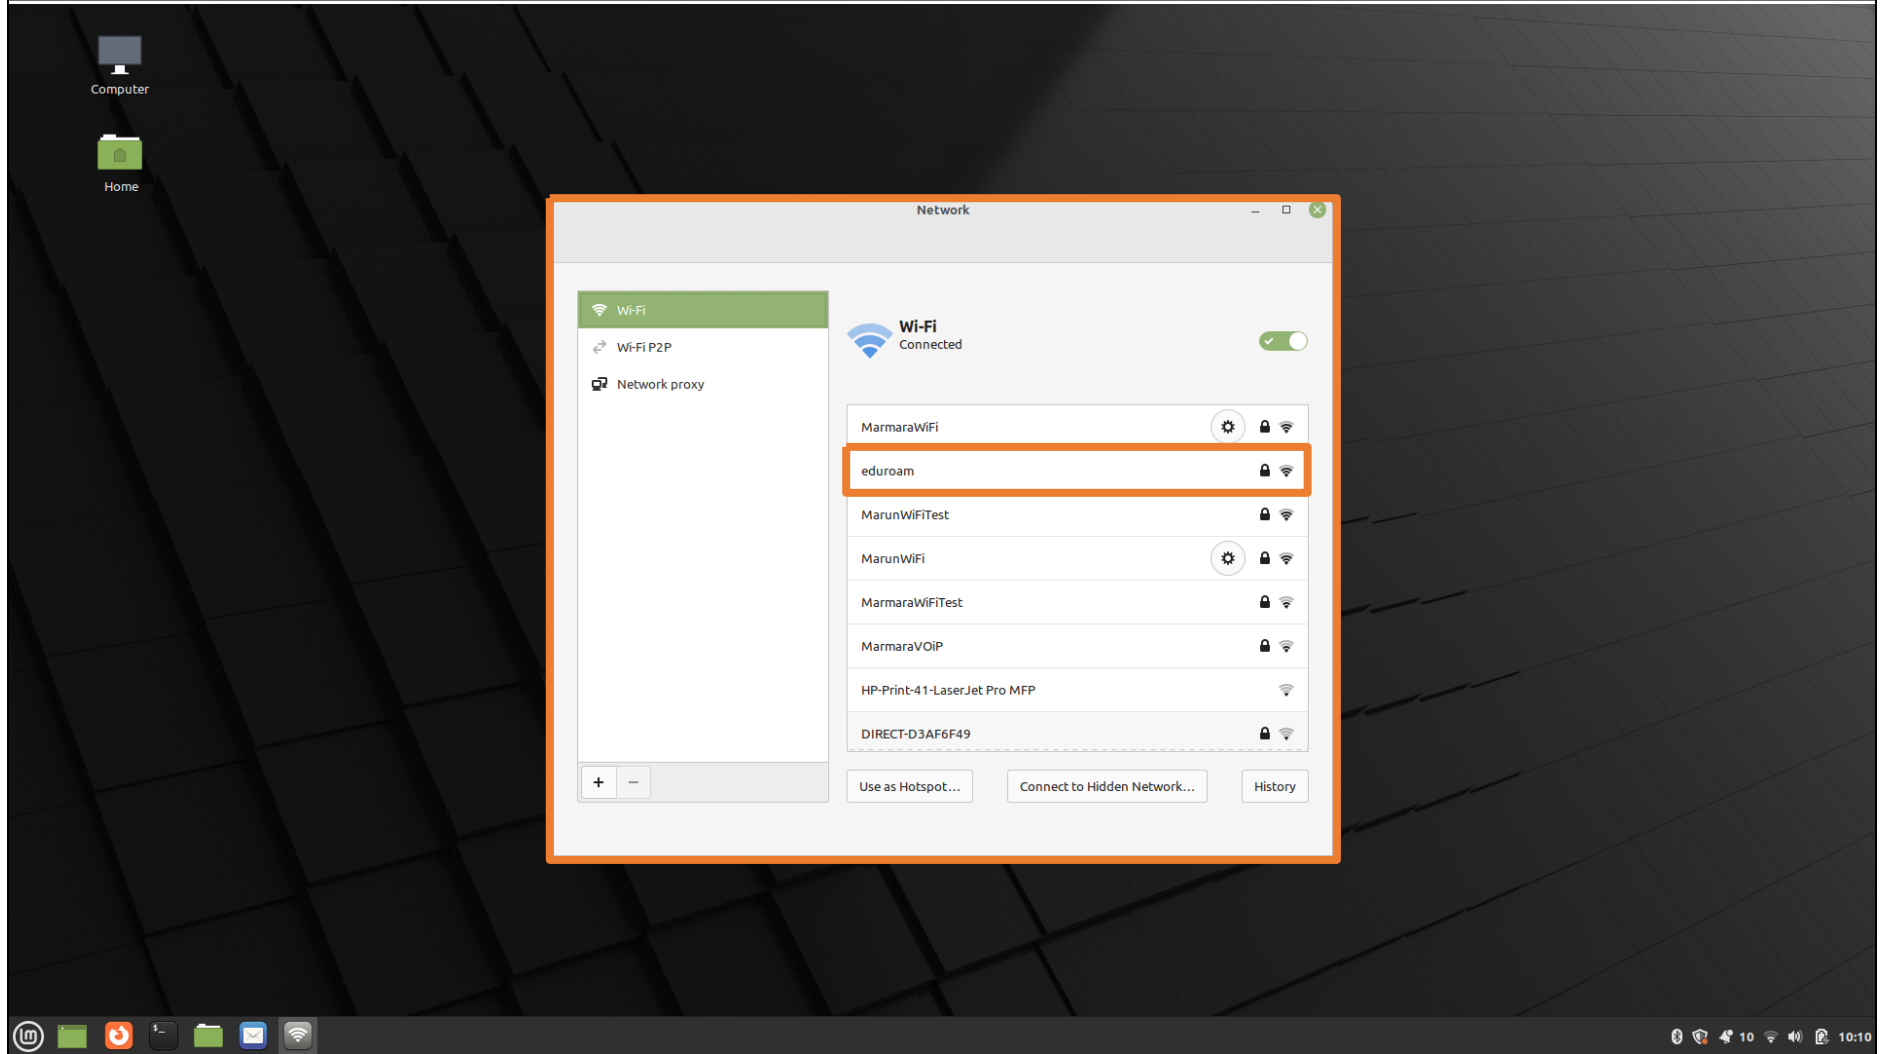 Computer
Home
Network
Wi-Fi
Wi-Fi P2P
Network proxy
Wi-Fi
Connected
MarmaraWiFi
eduroam
MarunWiFiTest
MarunWiFi
MarmaraWiFiTest
MarmaraVOiP
HP-Print-41-LaserJet Pro MFP
DIRECT-D3AF6F49
+ −
Use as Hotspot…
Connect to Hidden Network…
History
lm
$_
10
10:10